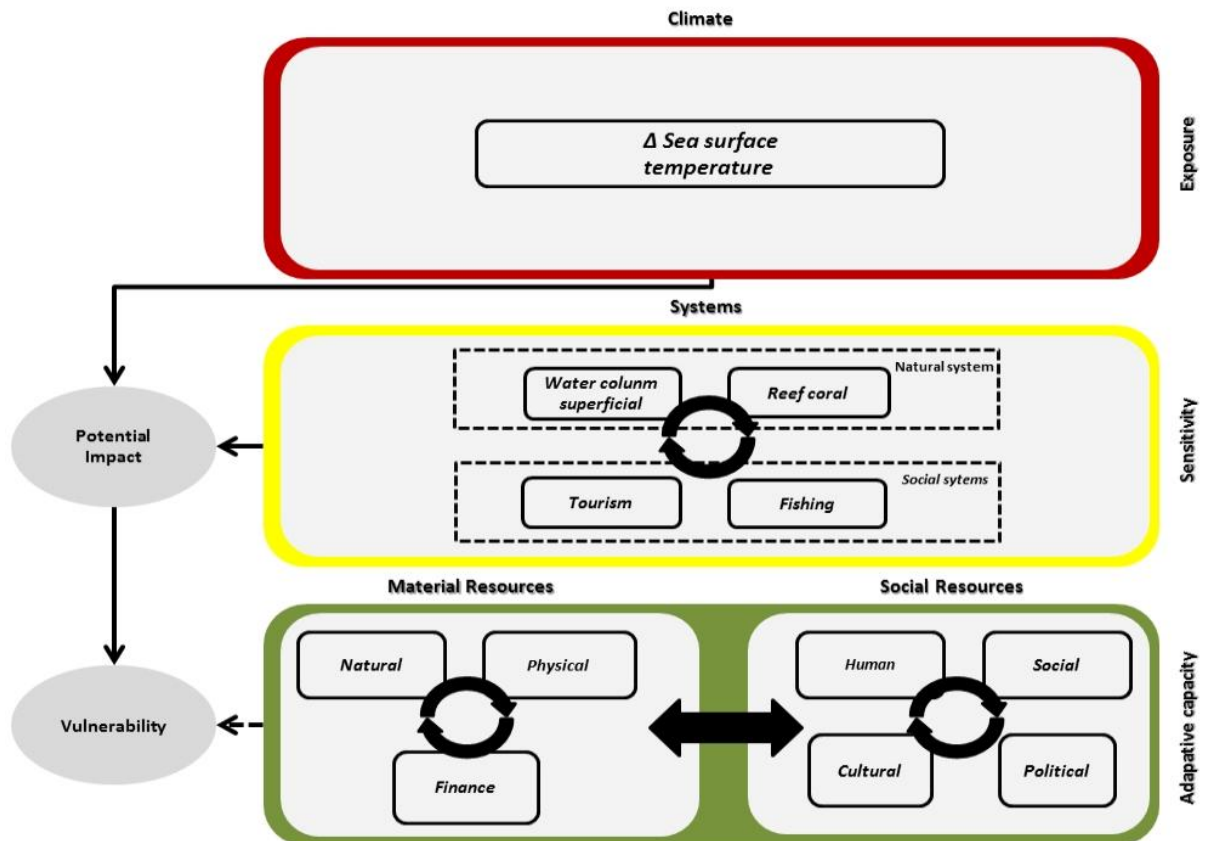 Climate
Δ Sea surface
temperature
Exposure
Systems
Natural system
Water colunm
superficial
Reef coral
Potential
Impact
Sensitivity
Social sytems
Tourism
Fishing
Material Resources
Social Resources
Natural
Physical
Human
Social
Vulnerability
Finance
Cultural
Political
Adapative capacity